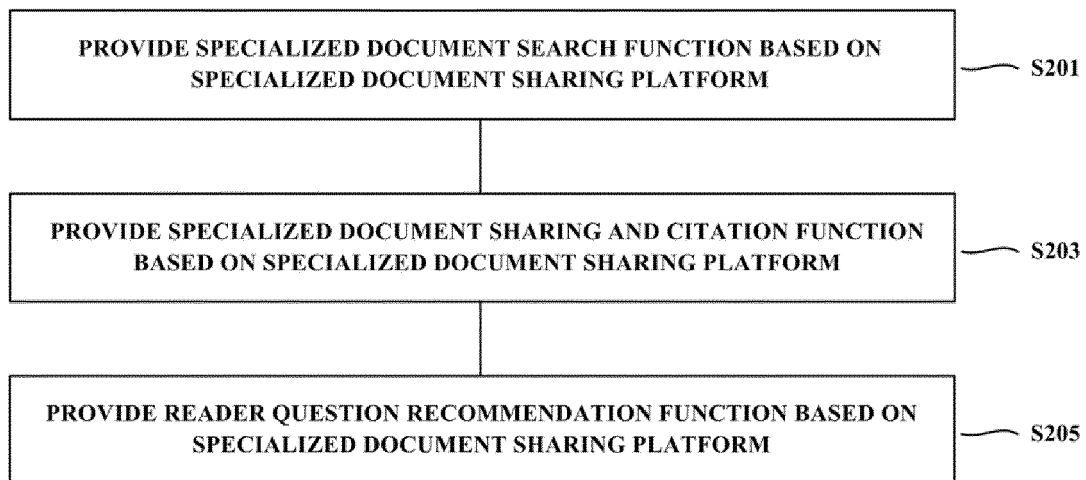 PROVIDE SPECIALIZED DOCUMENT SEARCH FUNCTION BASED ON
SPECIALIZED DOCUMENT SHARING PLATFORM
S201
PROVIDE SPECIALIZED DOCUMENT SHARING AND CITATION FUNCTION
BASED ON SPECIALIZED DOCUMENT SHARING PLATFORM
S203
PROVIDE READER QUESTION RECOMMENDATION FUNCTION BASED ON
SPECIALIZED DOCUMENT SHARING PLATFORM
S205